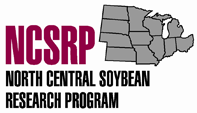 NCSRP
NORTH CENTRAL SOYBEAN
RESEARCH PROGRAM